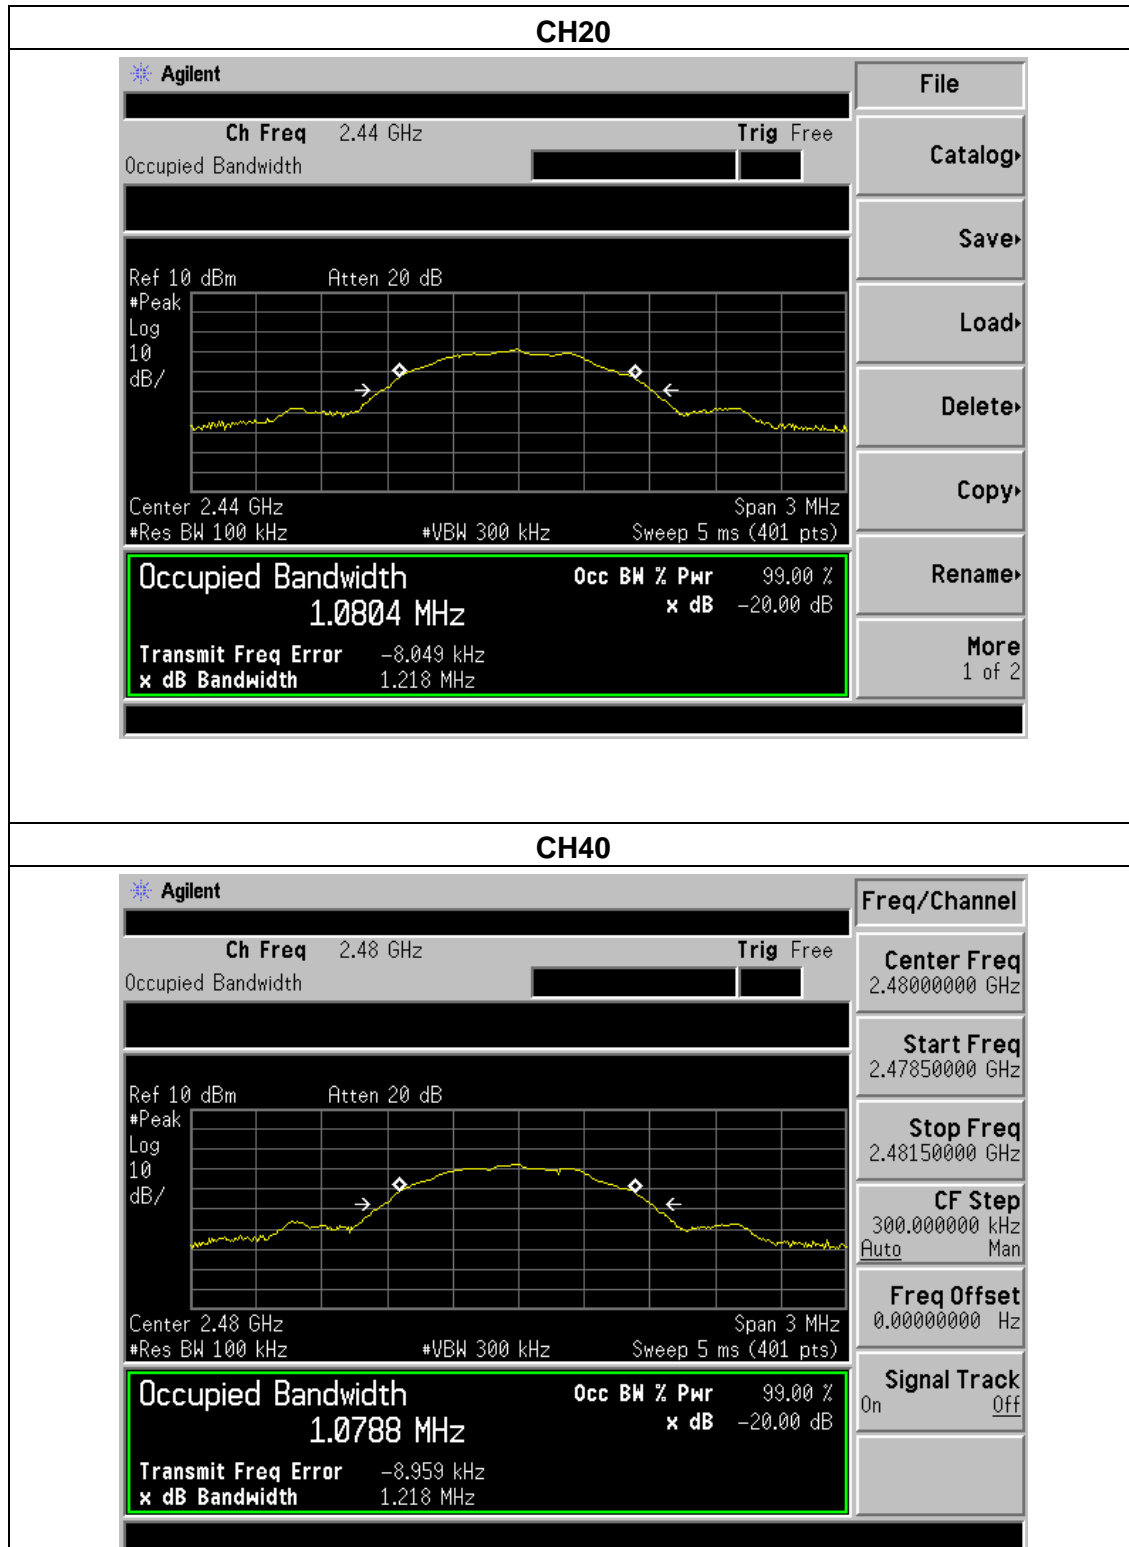 CH20
Agilent
File
Ch Freq 2.44 GHz Trig Free
Occupied Bandwidth
Catalog
Save
Ref 10 dBm Atten 20 dB
#Peak
Log
10
dB/
Load
Delete
Copy
Center 2.44 GHz Span 3 MHz
#Res BW 100 kHz #VBW 300 kHz Sweep 5 ms (401 pts)
Occupied Bandwidth Occ BW % Pwr 99.00 %
1.0804 MHz x dB -20.00 dB
Rename
Transmit Freq Error -8.049 kHz
x dB Bandwidth 1.218 MHz
More
1 of 2
CH40
Agilent
Freq/Channel
Ch Freq 2.48 GHz Trig Free
Occupied Bandwidth
Center Freq
2.48000000 GHz
Start Freq
2.47850000 GHz
Ref 10 dBm Atten 20 dB
#Peak
Log
10
dB/
Stop Freq
2.48150000 GHz
CF Step
300.000000 kHz
Auto Man
Freq Offset
0.00000000 Hz
Center 2.48 GHz Span 3 MHz
#Res BW 100 kHz #VBW 300 kHz Sweep 5 ms (401 pts)
Signal Track
On Off
Occupied Bandwidth Occ BW % Pwr 99.00 %
1.0788 MHz x dB -20.00 dB
Transmit Freq Error -8.959 kHz
x dB Bandwidth 1.218 MHz